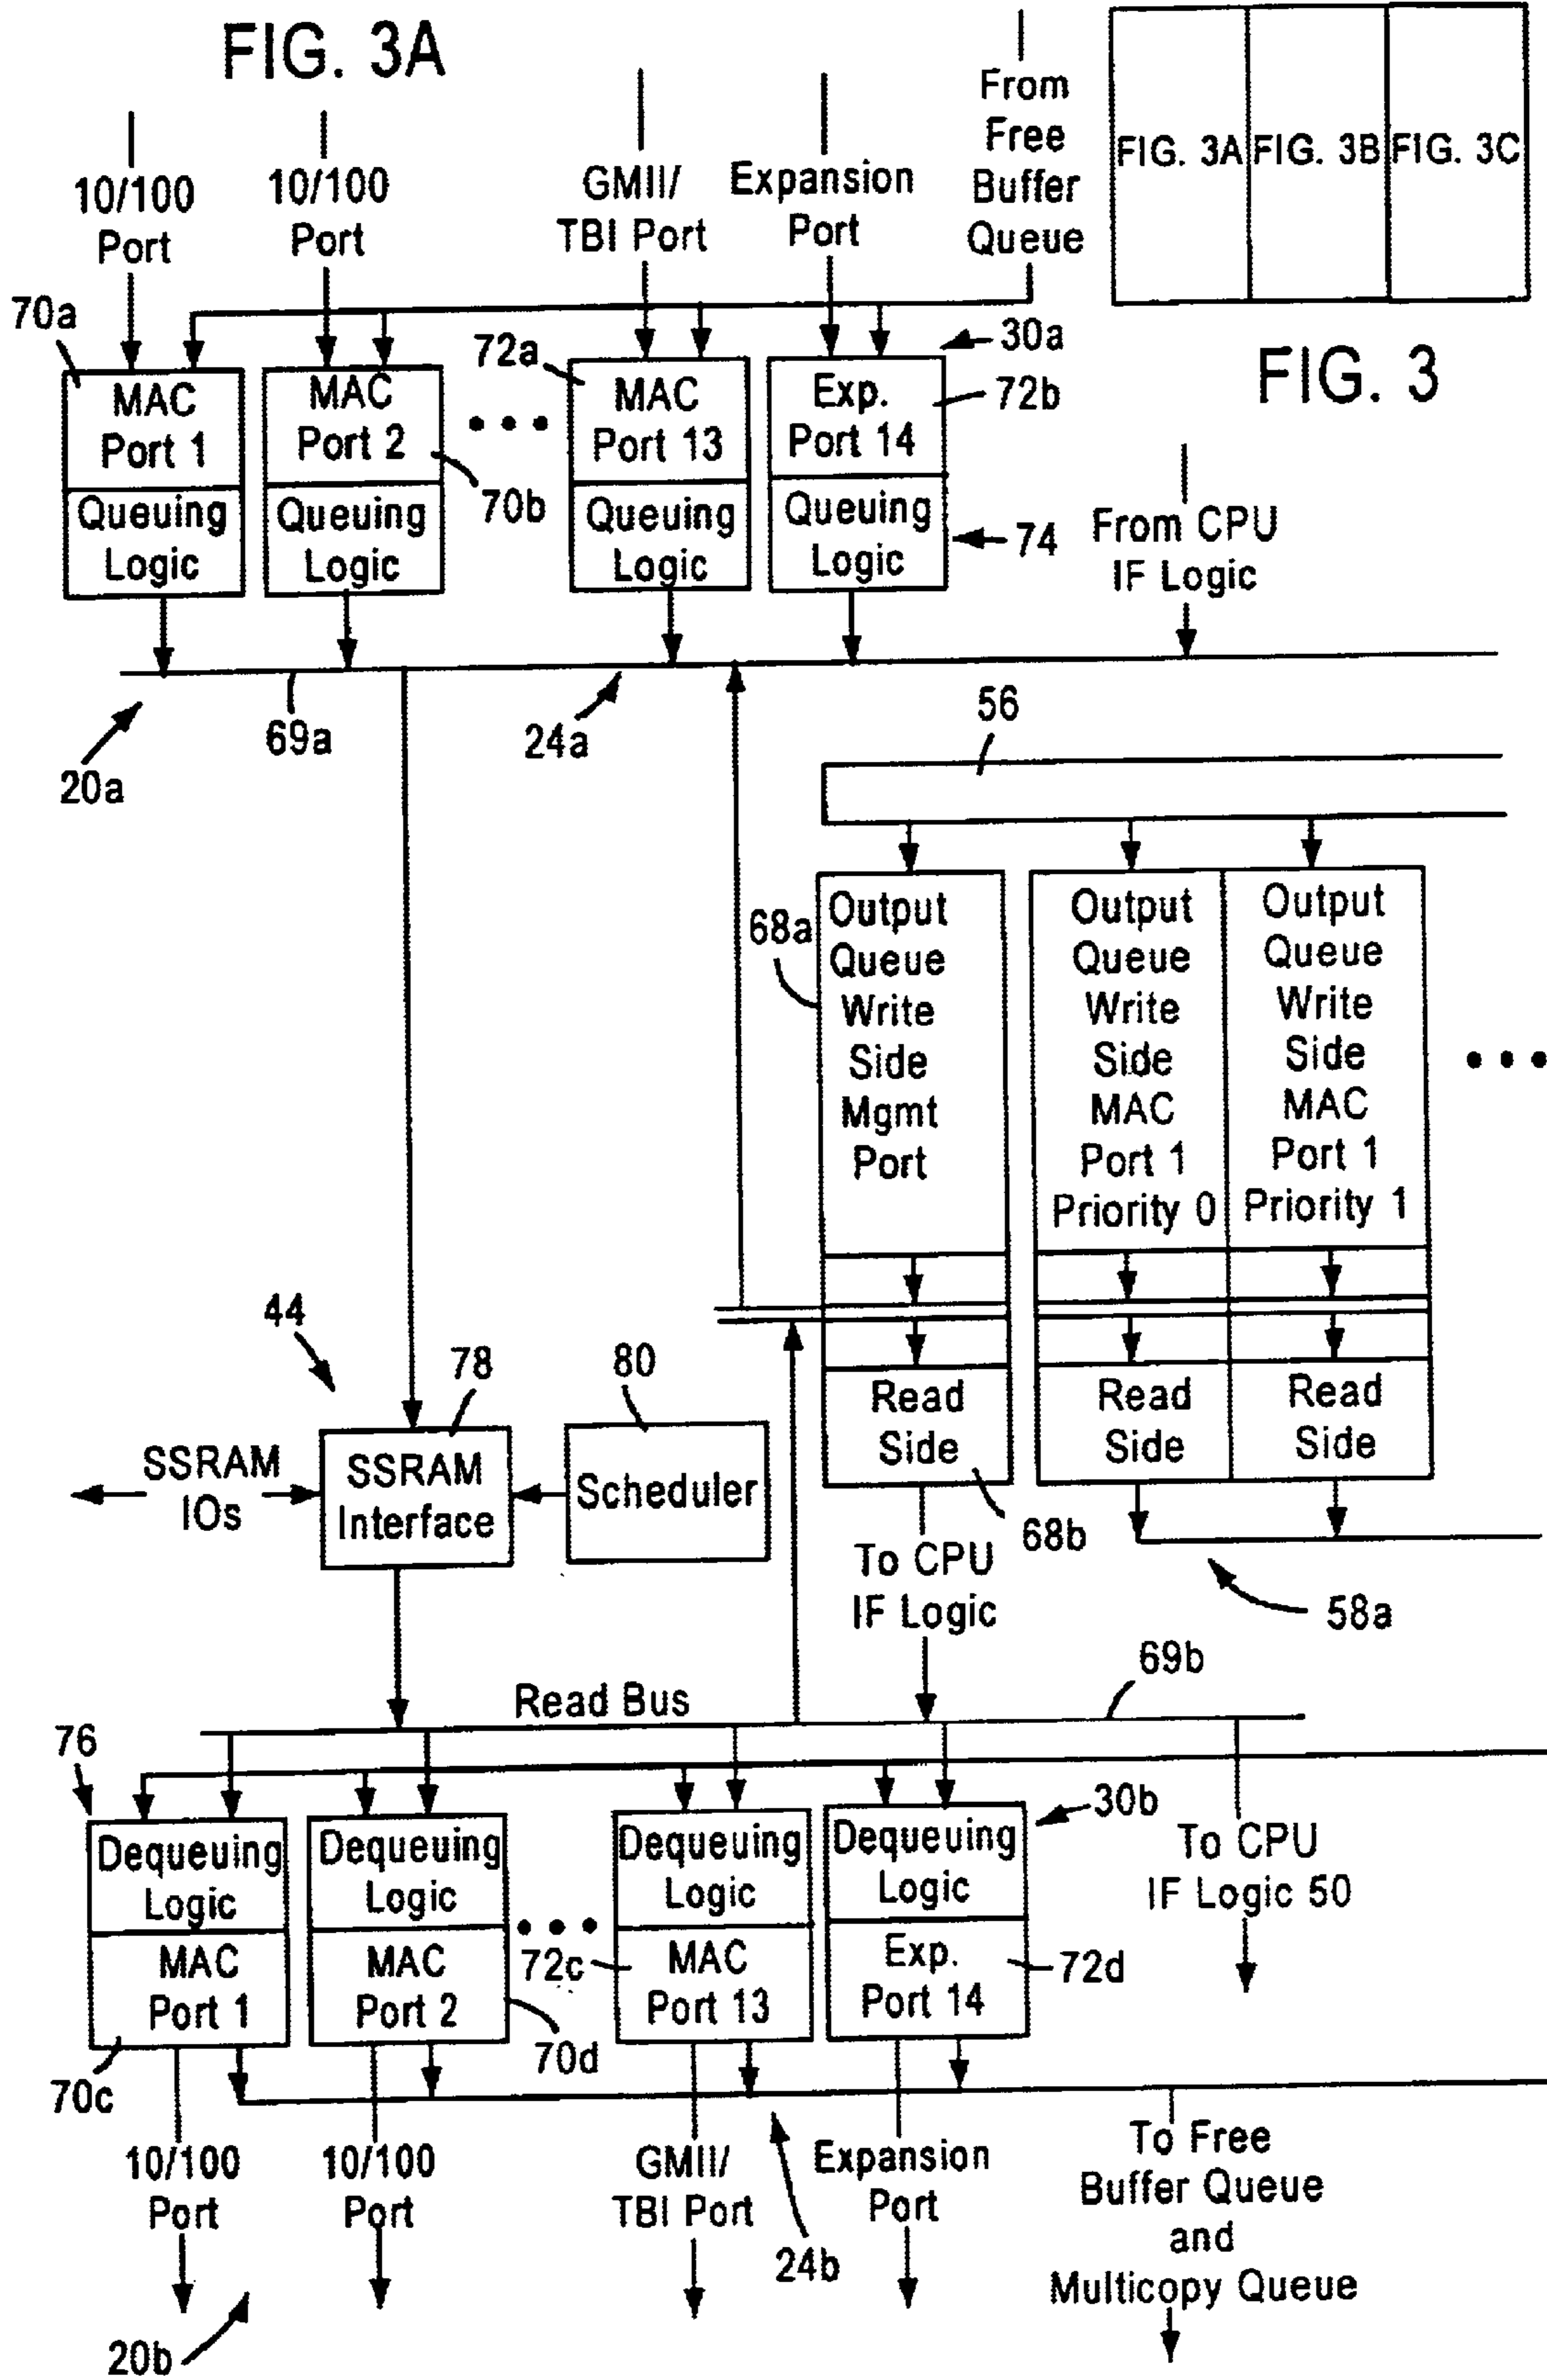 FIG. 3A
From
Free
Buffer
Queue
FIG. 3A
FIG. 3B
FIG. 3C
FIG. 3
10/100
Port
10/100
Port
GMII/
TBI Port
Expansion
Port
70a
MAC
Port 1
Queuing
Logic
MAC
Port 2
Queuing
Logic
70b
72a
MAC
Port 13
Queuing
Logic
30a
Exp.
Port 14
72b
Queuing
Logic
74
From CPU
IF Logic
20a
69a
24a
56
68a
Output
Queue
Write
Side
Mgmt
Port
Output
Queue
Write
Side
MAC
Port 1
Priority 0
Output
Queue
Write
Side
MAC
Port 1
Priority 1
Read
Side
Read
Side
Read
Side
68b
44
78
80
SSRAM
IOs
SSRAM
Interface
Scheduler
To CPU
IF Logic
58a
69b
Read Bus
76
Dequeuing
Logic
MAC
Port 1
70c
Dequeuing
Logic
MAC
Port 2
70d
Dequeuing
Logic
72c
MAC
Port 13
Dequeuing
Logic
30b
Exp.
Port 14
72d
To CPU
IF Logic 50
10/100
Port
10/100
Port
GMII/
TBI Port
24b
Expansion
Port
To Free
Buffer Queue
and
Multicopy Queue
20b